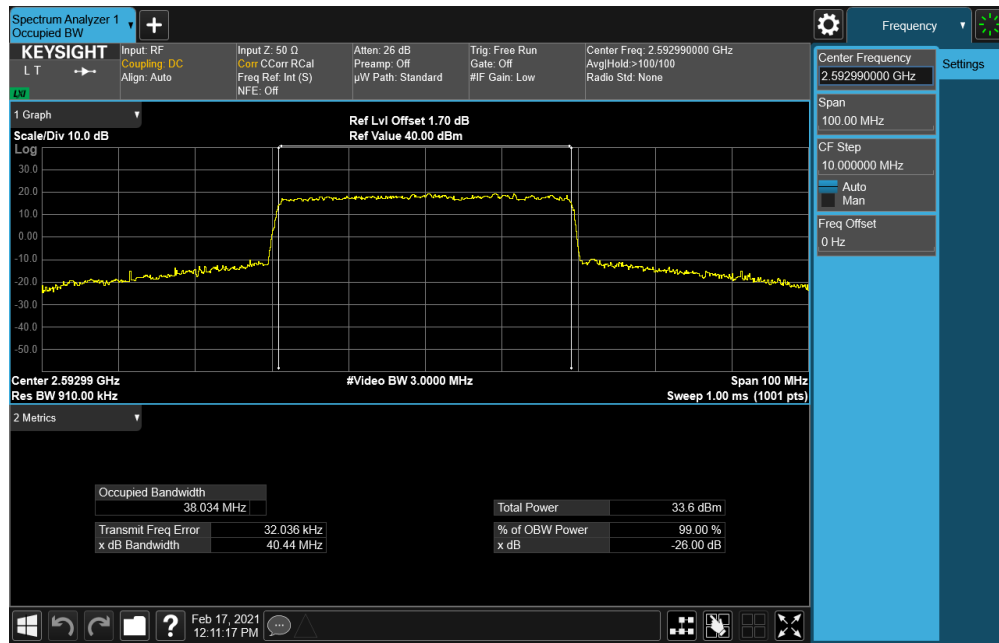 Spectrum Analyzer 1
Occupied BW
+
Frequency
KEYSIGHT
L T
LXI
Input: RF
Coupling: DC
Align: Auto
Input Z: 50 Ω
Corr CCorr RCal
Freq Ref: Int (S)
NFE: Off
Atten: 26 dB
Preamp: Off
µW Path: Standard
Trig: Free Run
Gate: Off
#IF Gain: Low
Center Freq: 2.592990000 GHz
Avg|Hold:>100/100
Radio Std: None
Center Frequency
2.592990000 GHz
Settings
Span
100.00 MHz
CF Step
10.000000 MHz
Auto
Man
Freq Offset
0 Hz
1 Graph
Scale/Div 10.0 dB
Ref Lvl Offset 1.70 dB
Ref Value 40.00 dBm
Log
30.0
20.0
10.0
0.00
-10.0
-20.0
-30.0
-40.0
-50.0
Center 2.59299 GHz
Res BW 910.00 kHz
#Video BW 3.0000 MHz
Span 100 MHz
Sweep 1.00 ms (1001 pts)
2 Metrics
Occupied Bandwidth
38.034 MHz
Transmit Freq Error 32.036 kHz
x dB Bandwidth 40.44 MHz
Total Power 33.6 dBm
% of OBW Power 99.00 %
x dB -26.00 dB
?
Feb 17, 2021
12:11:17 PM